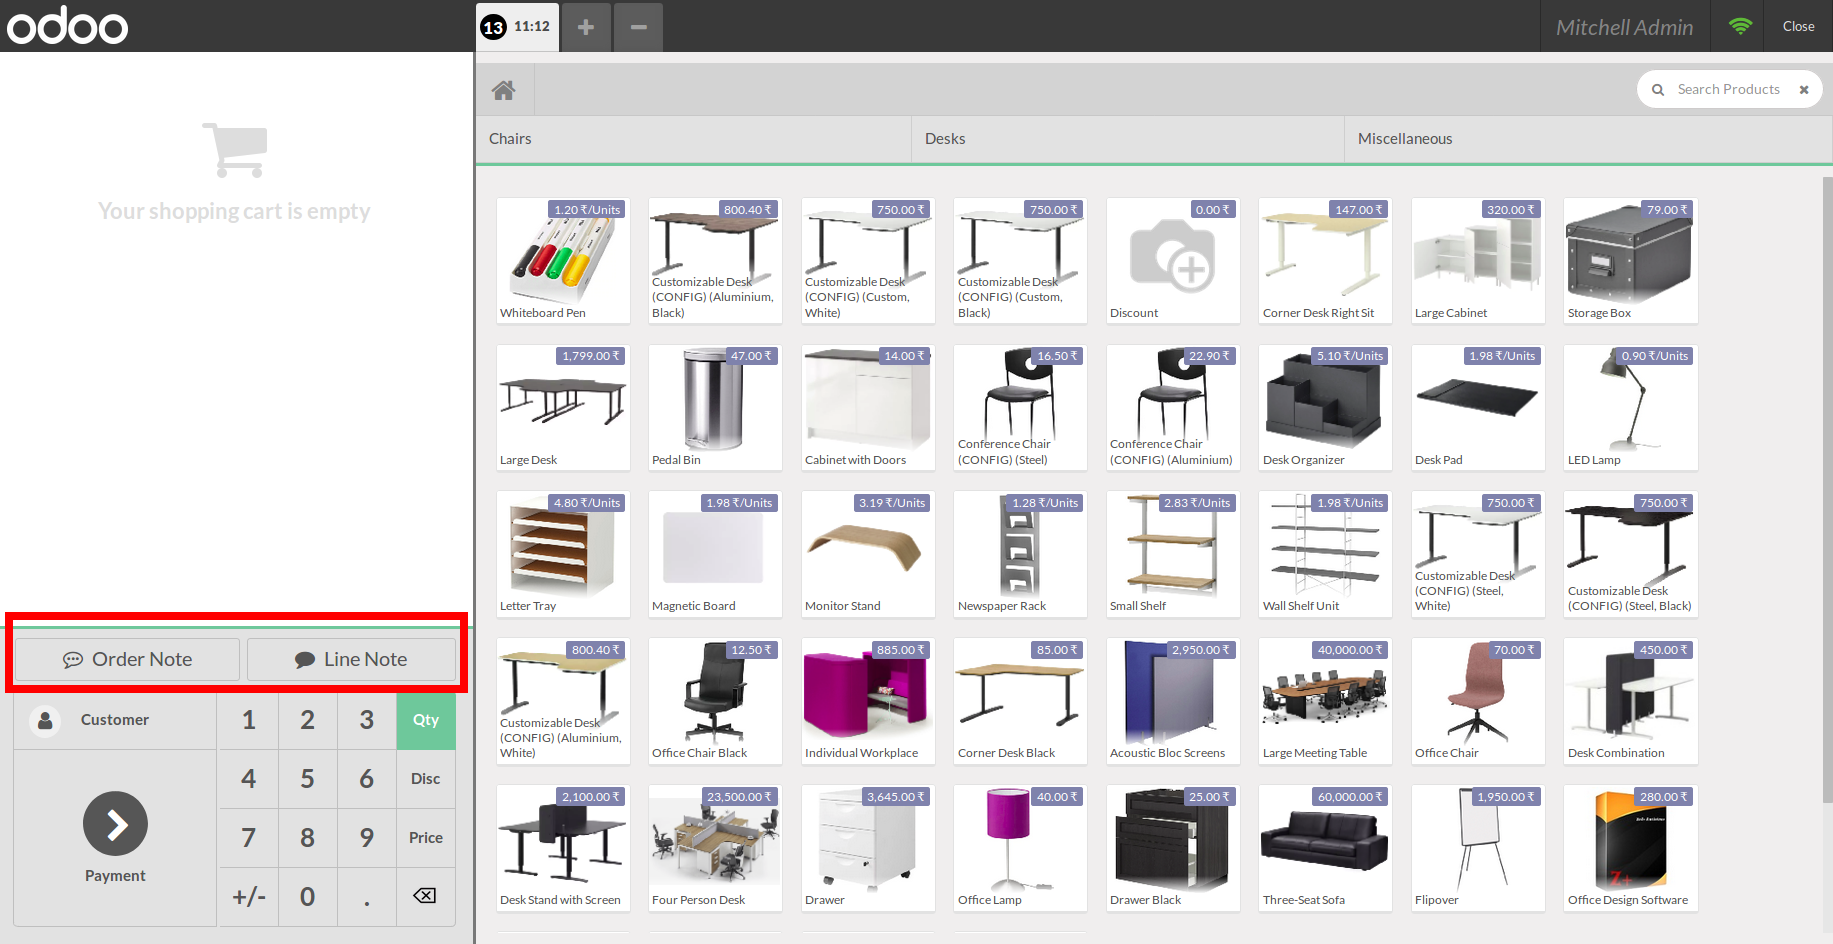 odoo
13 11:12
Mitchell Admin
Close
Search Products
Chairs
Desks
Miscellaneous
Your shopping cart is empty
1.20 ₹/Units
Whiteboard Pen
800.40 ₹
Customizable Desk
(CONFIG) (Aluminium,
Black)
750.00 ₹
Customizable Desk
(CONFIG) (Custom,
White)
750.00 ₹
Customizable Desk
(CONFIG) (Custom,
Black)
0.00 ₹
Discount
147.00 ₹
Corner Desk Right Sit
320.00 ₹
Large Cabinet
79.00 ₹
Storage Box
1,799.00 ₹
Large Desk
47.00 ₹
Pedal Bin
14.00 ₹
Cabinet with Doors
16.50 ₹
Conference Chair
(CONFIG) (Steel)
22.90 ₹
Conference Chair
(CONFIG) (Aluminium)
5.10 ₹/Units
Desk Organizer
1.98 ₹/Units
Desk Pad
0.90 ₹/Units
LED Lamp
4.80 ₹/Units
Letter Tray
1.98 ₹/Units
Magnetic Board
3.19 ₹/Units
Monitor Stand
1.28 ₹/Units
Newspaper Rack
2.83 ₹/Units
Small Shelf
1.98 ₹/Units
Wall Shelf Unit
750.00 ₹
Customizable Desk
(CONFIG) (Steel,
White)
750.00 ₹
Customizable Desk
(CONFIG) (Steel, Black)
800.40 ₹
Customizable Desk
(CONFIG) (Aluminium,
White)
12.50 ₹
Office Chair Black
885.00 ₹
Individual Workplace
85.00 ₹
Corner Desk Black
2,950.00 ₹
Acoustic Bloc Screens
40,000.00 ₹
Large Meeting Table
70.00 ₹
Office Chair
450.00 ₹
Desk Combination
2,100.00 ₹
Desk Stand with Screen
23,500.00 ₹
Four Person Desk
3,645.00 ₹
Drawer
40.00 ₹
Office Lamp
25.00 ₹
Drawer Black
60,000.00 ₹
Three-Seat Sofa
1,950.00 ₹
Flipover
280.00 ₹
Z+
Office Design Software
Order Note
Line Note
Customer
1 2 3 Qty
4 5 6 Disc
7 8 9 Price
Payment
+/- 0 .